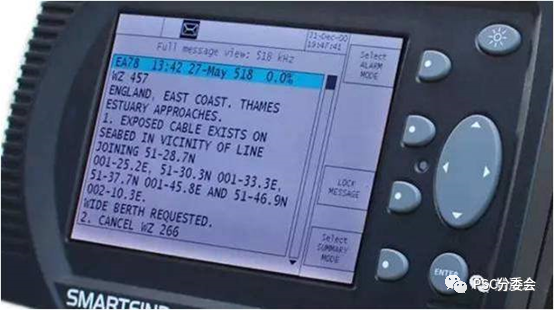 Full message view: 518 kHz
31-Dec-00
19:47:41
EA78 13:42 27-May 518 0.0%
WZ 457
ENGLAND, EAST COAST. THAMES
ESTUARY APPROACHES.
1. EXPOSED CABLE EXISTS ON
SEABED IN VICINITY OF LINE
JOINING 51-28.7N
001-25.2E, 51-30.3N 001-33.3E,
51-37.7N 001-45.8E AND 51-46.9N
002-10.3E.
WIDE BERTH REQUESTED.
2. CANCEL WZ 266
Select
ALARM
MODE
LOCK
MESSAGE
Select
SUMMARY
MODE
ENTER
SMARTFIND
PSC分委会